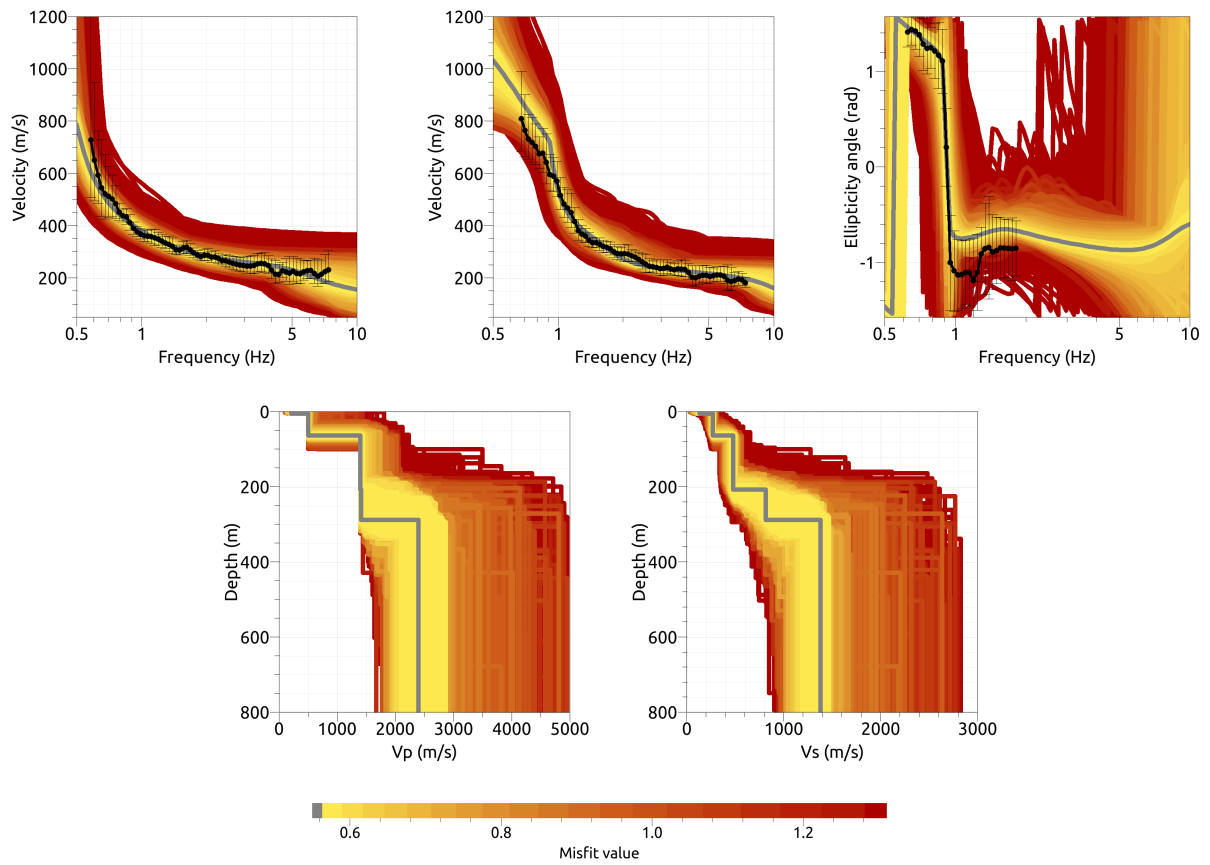 1200
1000
800
600
400
200
Velocity (m/s)
0.5 1 5 10
Frequency (Hz)
1200
1000
800
600
400
200
Velocity (m/s)
0.5 1 5 10
Frequency (Hz)
1
0
-1
Ellipticity angle (rad)
0.5 1 5 10
Frequency (Hz)
0
200
400
600
800
Depth (m)
0 1000 2000 3000 4000 5000
Vp (m/s)
0
200
400
600
800
Depth (m)
0 1000 2000 3000
Vs (m/s)
0.6 0.8 1.0 1.2
Misfit value